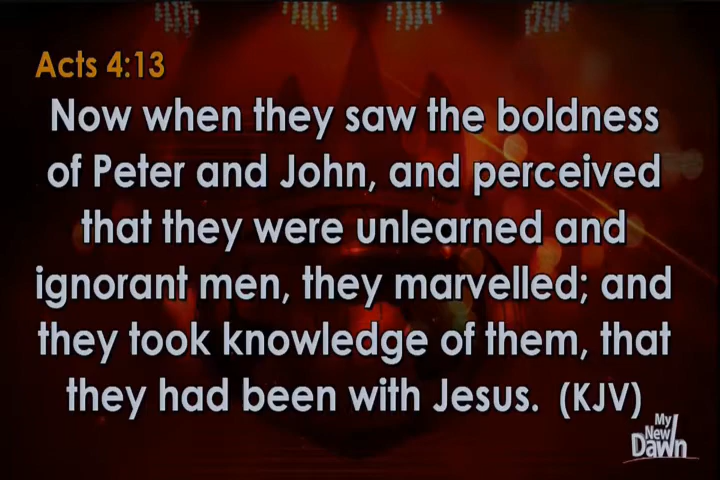 Acts 4:13
Now when they saw the boldness
of Peter and John, and perceived
that they were unlearned and
ignorant men, they marvelled; and
they took knowledge of them, that
they had been with Jesus. (KJV)
My
New
Dawn